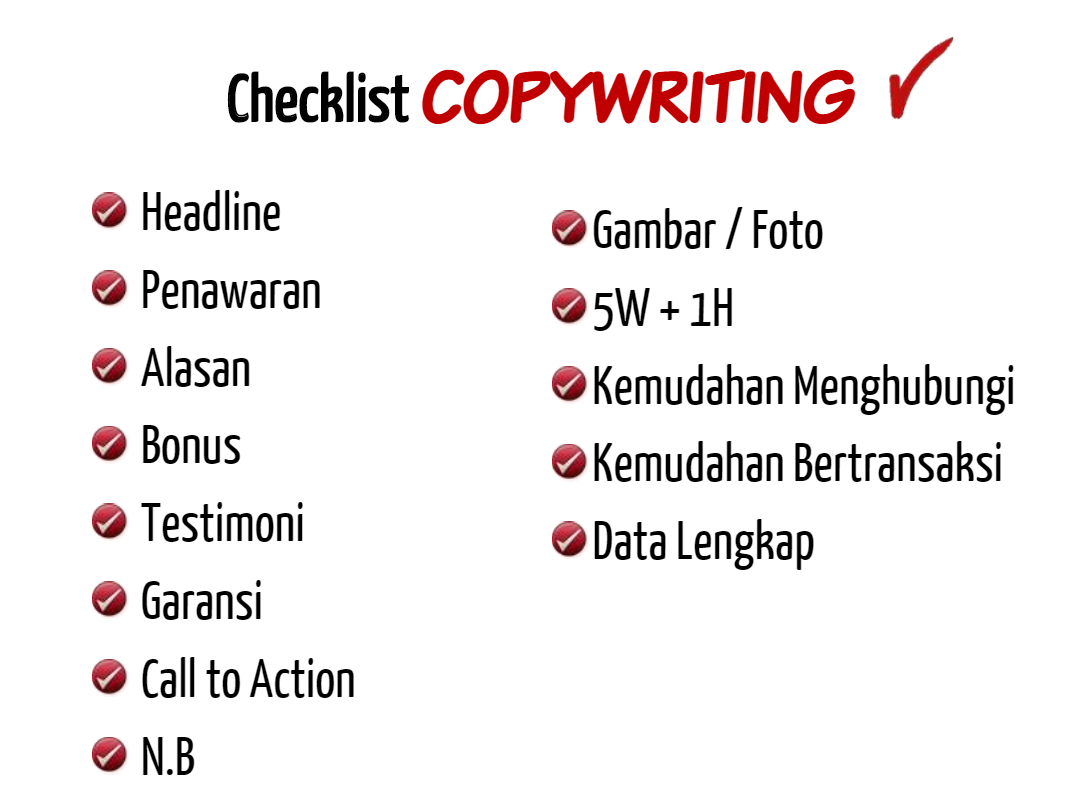 Checklist COPYWRITING
Headline
Penawaran
Alasan
Bonus
Testimoni
Garansi
Call to Action
N.B
Gambar / Foto
5W + 1H
Kemudahan Menghubungi
Kemudahan Bertransaksi
Data Lengkap